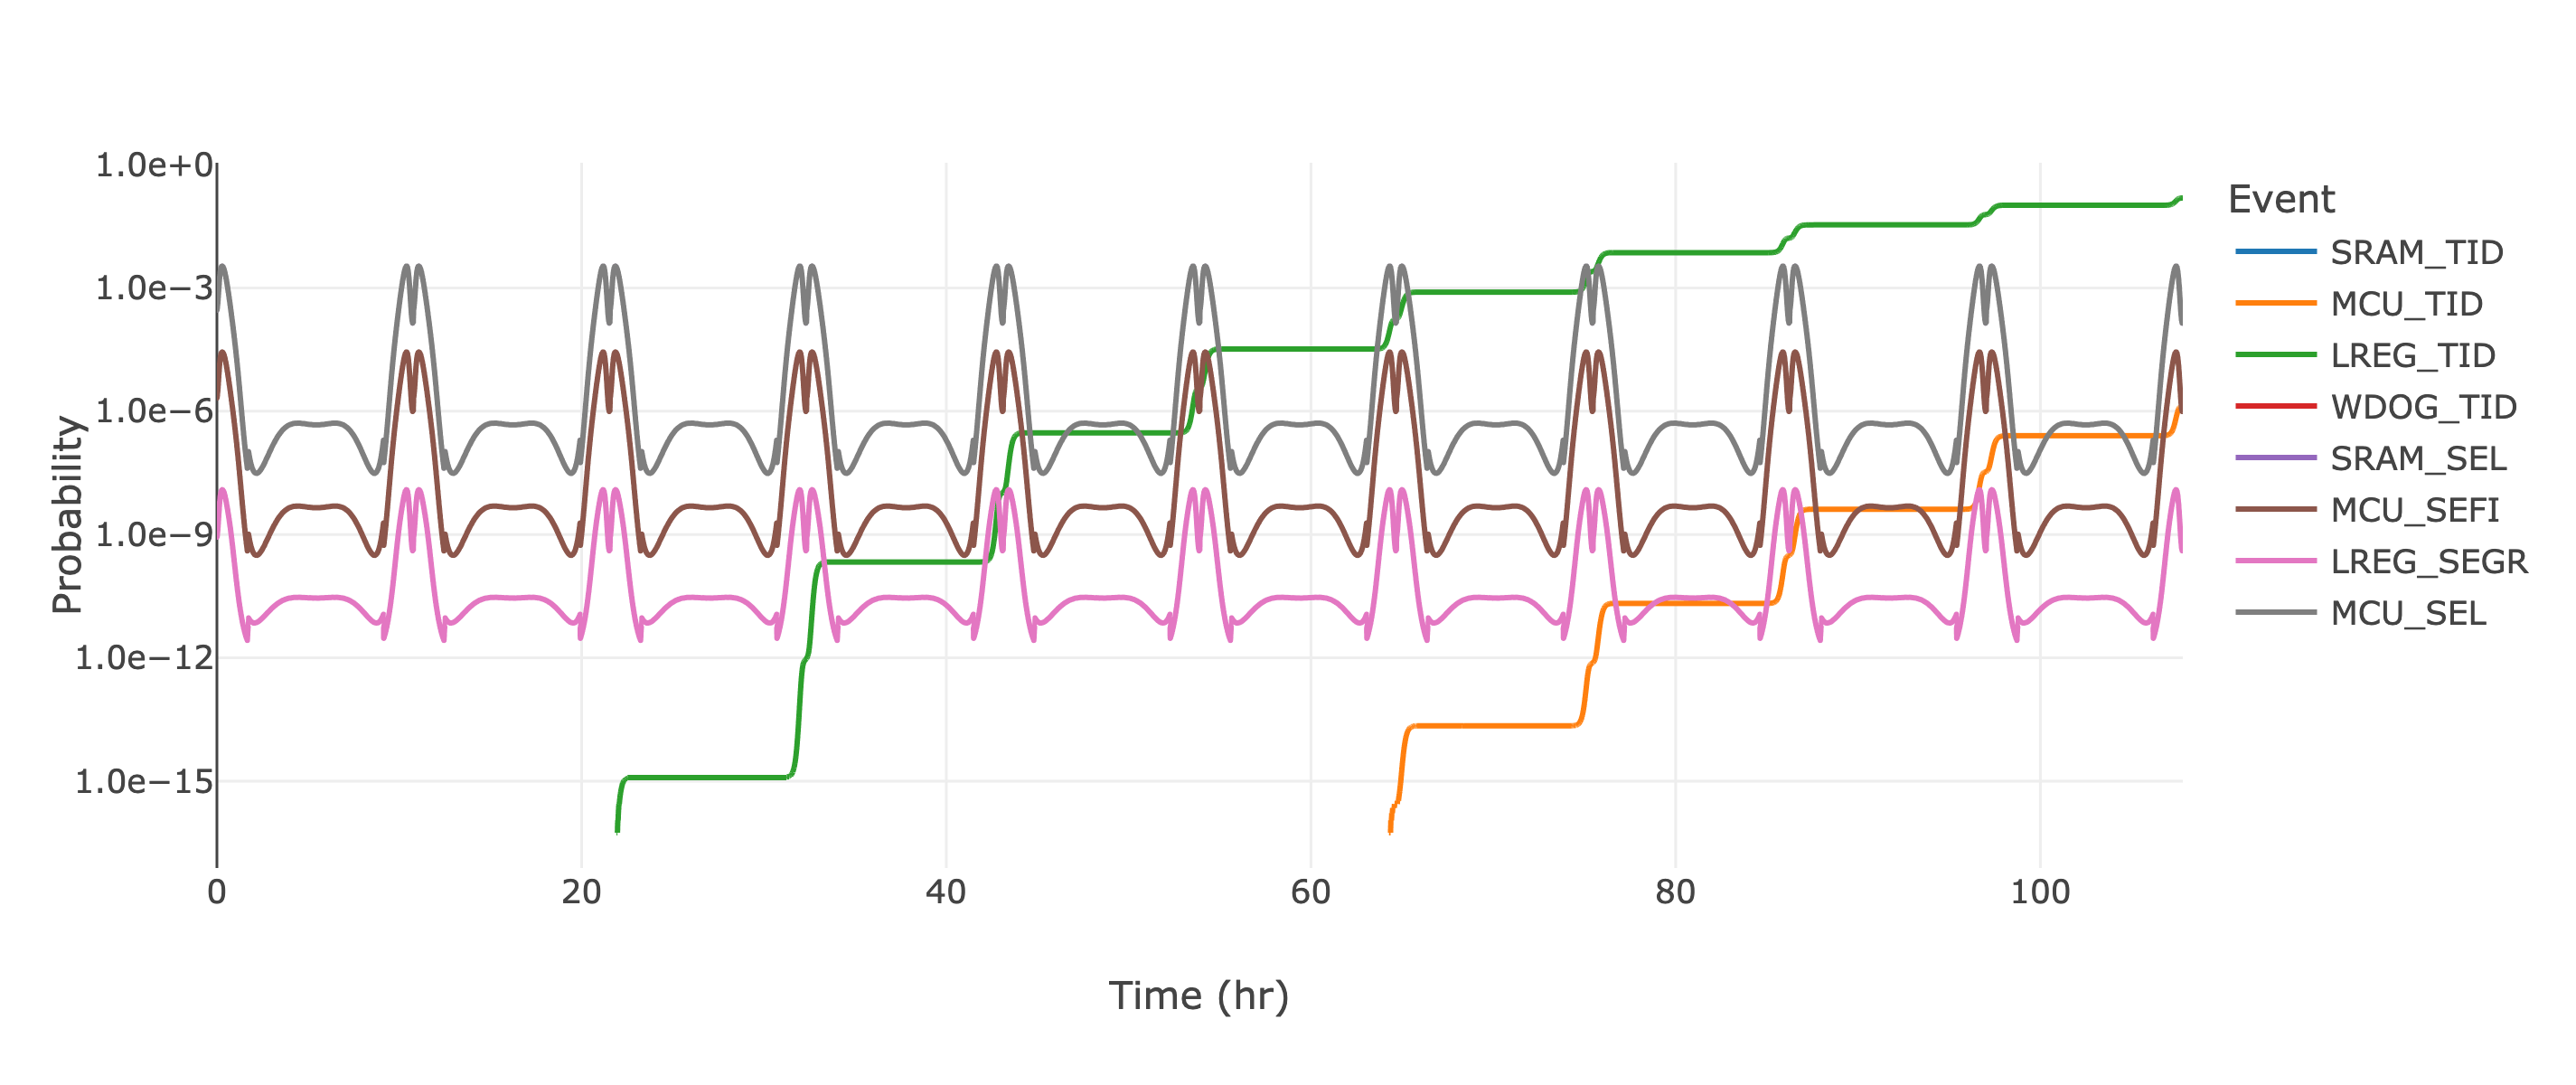 1.0e+0
1.0e−3
1.0e−6
1.0e−9
1.0e−12
1.0e−15
Probability
0 20 40 60 80 100
Time (hr)
Event
SRAM_TID
MCU_TID
LREG_TID
WDOG_TID
SRAM_SEL
MCU_SEFI
LREG_SEGR
MCU_SEL